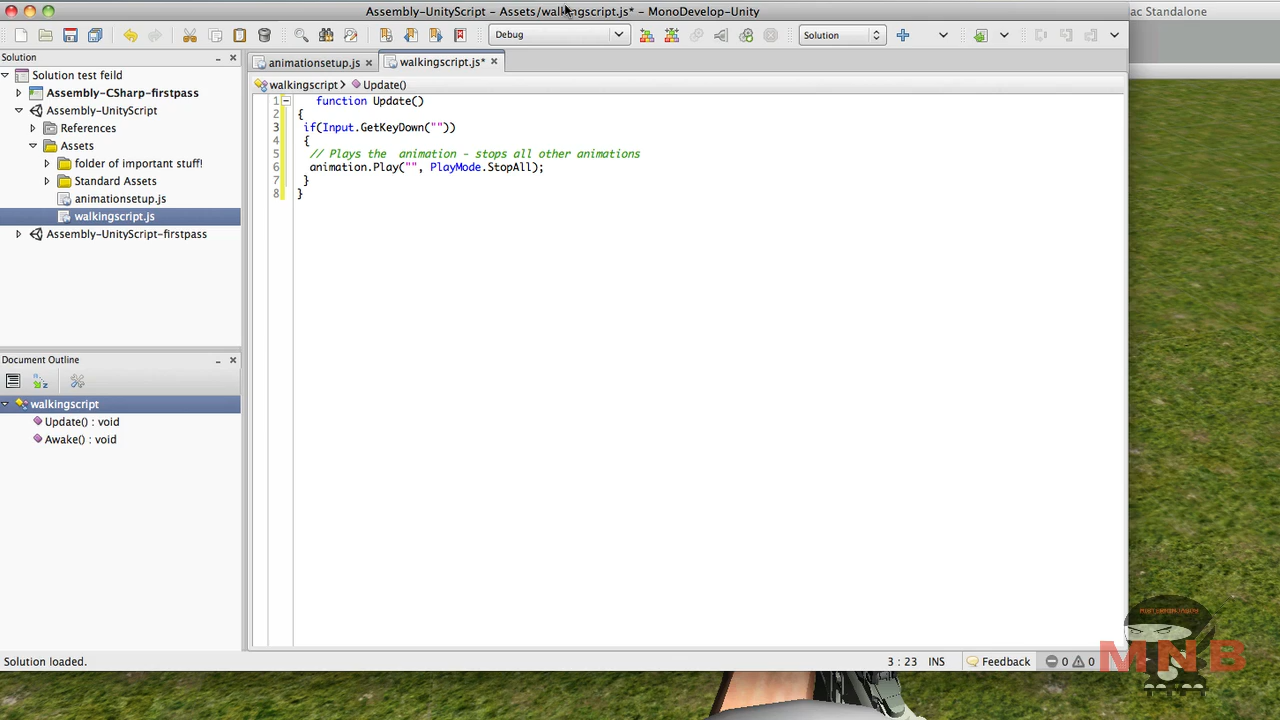 Assembly-UnityScript – Assets/walkingscript.js* – MonoDevelop-Unity
ac Standalone
Debug
Solution
Solution
animationsetup.js
walkingscript.js*
Solution test feild
walkingscript
Update()
Assembly-CSharp-firstpass
Assembly-UnityScript
References
Assets
folder of important stuff!
Standard Assets
animationsetup.js
walkingscript.js
Assembly-UnityScript-firstpass
1 function Update()
2 {
3 if(Input.GetKeyDown(""))
4 {
5 // Plays the  animation - stops all other animations
6 animation.Play("", PlayMode.StopAll);
7 }
8 }
Document Outline
walkingscript
Update() : void
Awake() : void
Solution loaded.
3 : 23 INS
Feedback
0 0
MNB